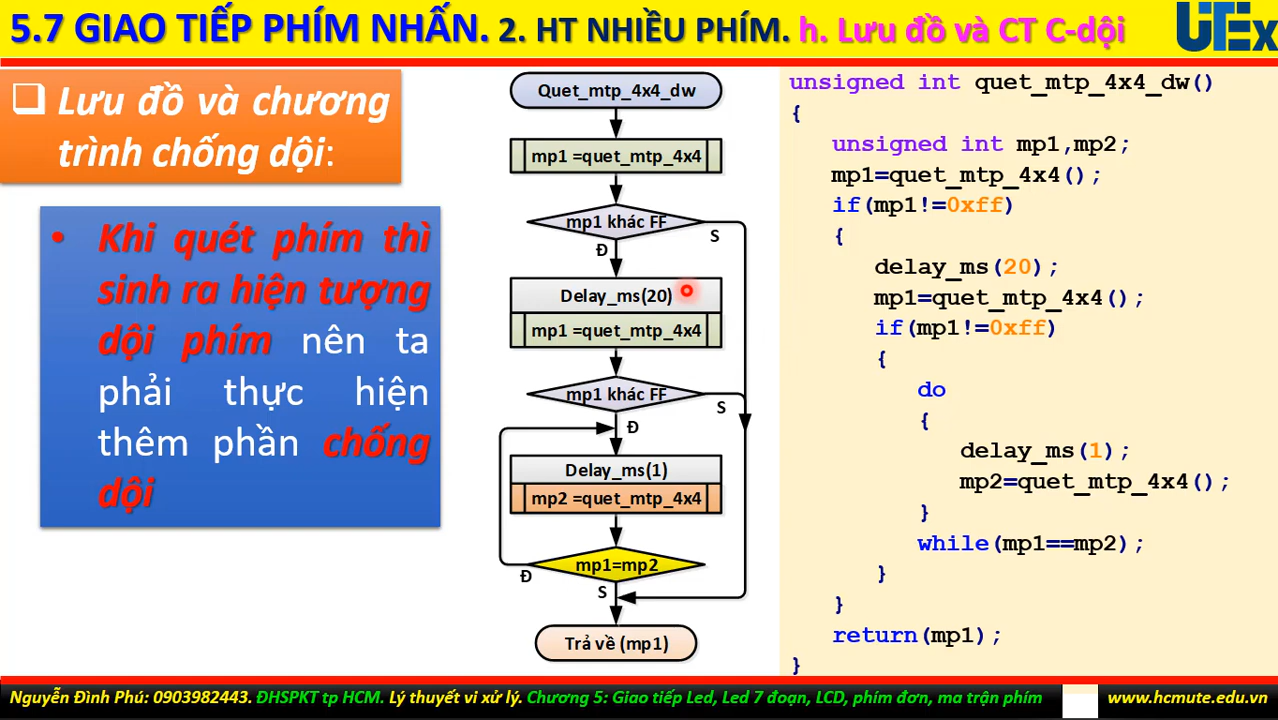 5.7 GIAO TIẾP PHÍM NHẤN. 2. HT NHIỀU PHÍM. h. Lưu đồ và CT C-dội
UTEx
Lưu đồ và chương
trình chống dội:
• Khi quét phím thì
sinh ra hiện tượng
dội phím nên ta
phải thực hiện
thêm phần chống
dội
Quet_mtp_4x4_dw
mp1 =quet_mtp_4x4
mp1 khác FF
S
Đ
Delay_ms(20)
mp1 =quet_mtp_4x4
mp1 khác FF
S
Đ
Delay_ms(1)
mp2 =quet_mtp_4x4
mp1=mp2
Đ
S
Trả về (mp1)
unsigned int quet_mtp_4x4_dw()
{
unsigned int mp1,mp2;
mp1=quet_mtp_4x4();
if(mp1!=0xff)
{
delay_ms(20);
mp1=quet_mtp_4x4();
if(mp1!=0xff)
{
do
{
delay_ms(1);
mp2=quet_mtp_4x4();
}
while(mp1==mp2);
}
}
return(mp1);
}
Nguyễn Đình Phú: 0903982443. ĐHSPKT tp HCM. Lý thuyết vi xử lý. Chương 5: Giao tiếp Led, Led 7 đoạn, LCD, phím đơn, ma trận phím
www.hcmute.edu.vn